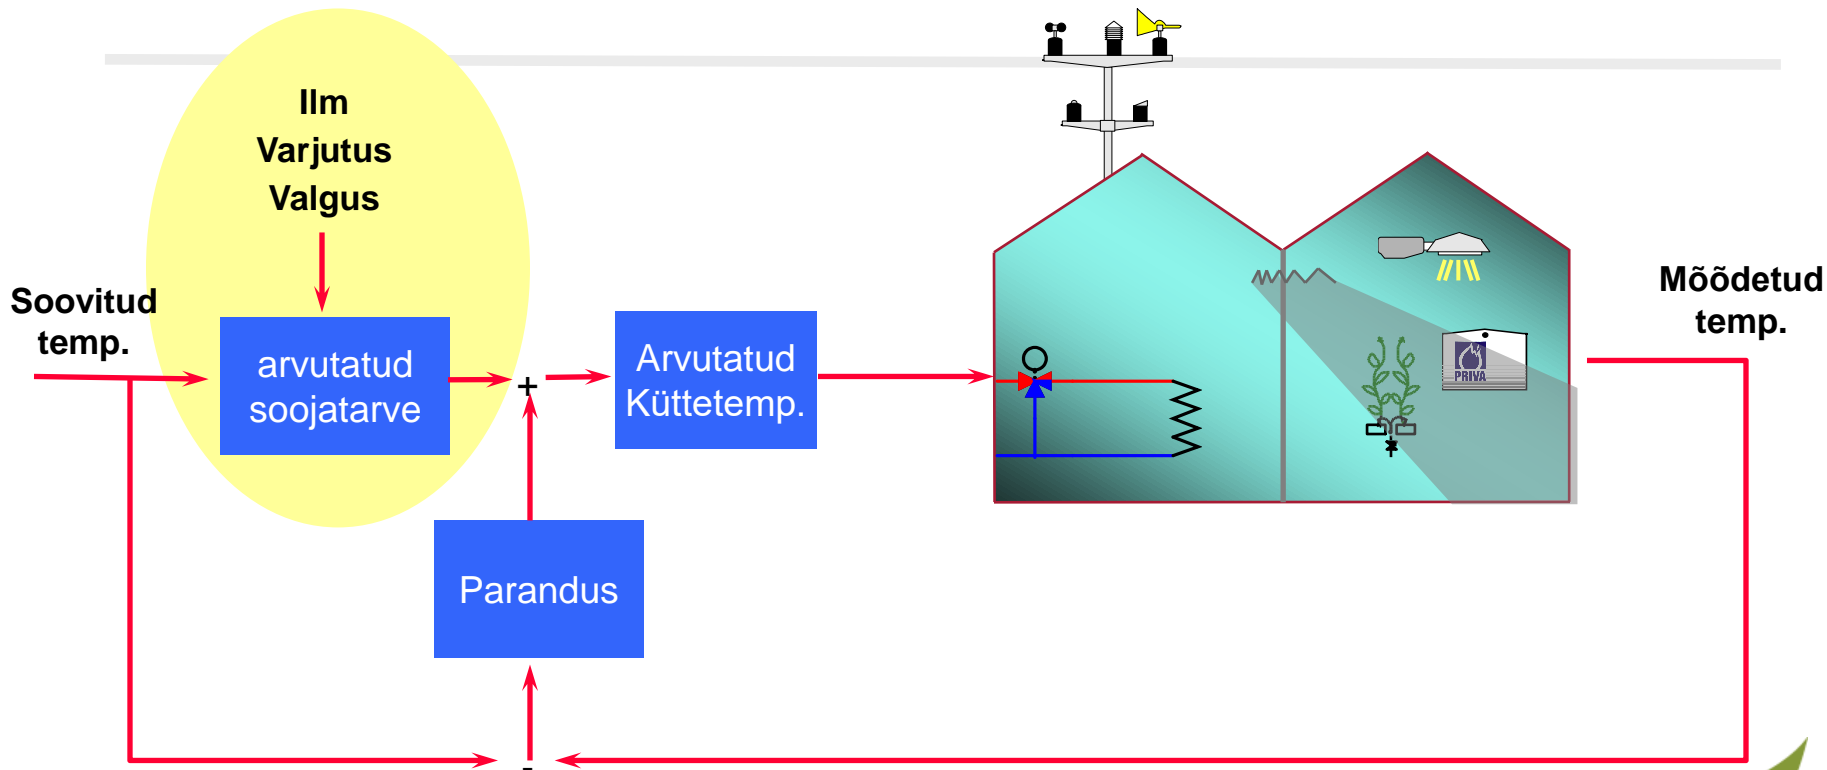 Ilm
Varjutus
Valgus
Soovitud
temp.
arvutatud
soojatarve
+
Arvutatud
Küttetemp.
PRIVA
Mõõdetud
temp.
Parandus
-